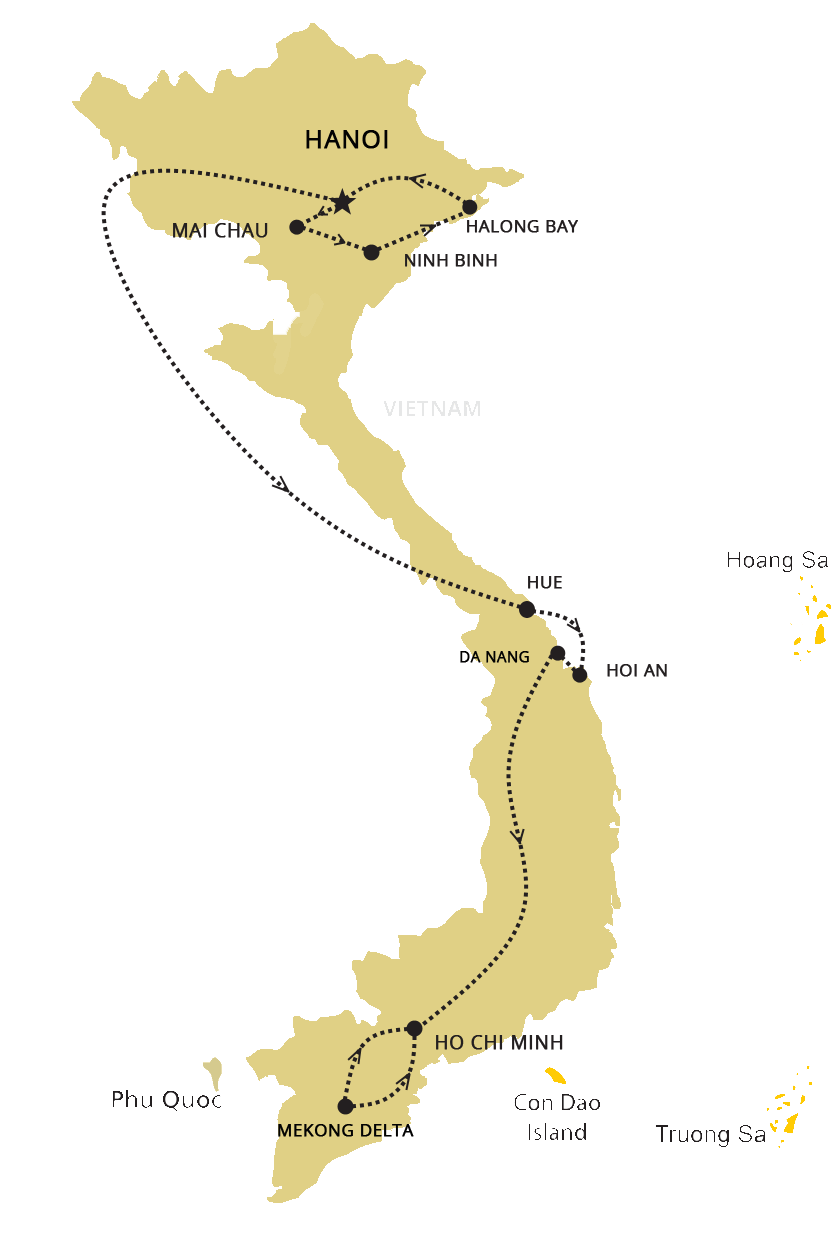 HANOI
MAI CHAU
HALONG BAY
NINH BINH
VIETNAM
Hoang Sa
HUE
DA NANG
HOI AN
HO CHI MINH
Phu Quoc
Con Dao
Island
MEKONG DELTA
Truong Sa